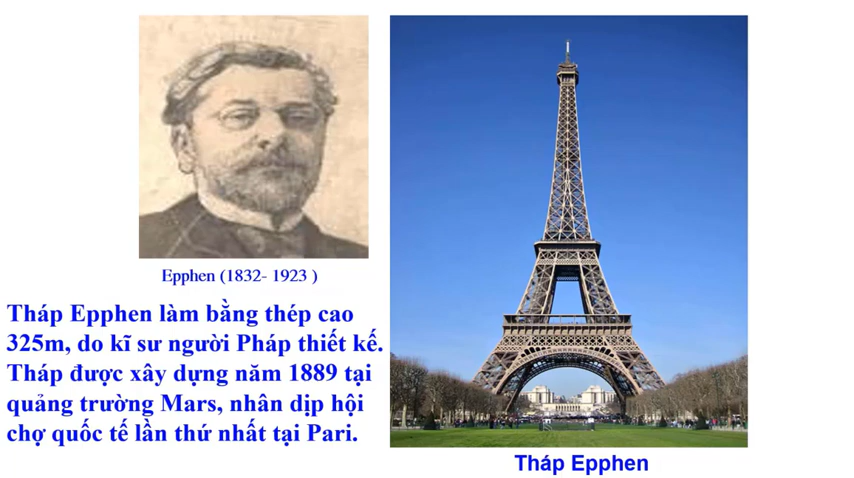 Epphen (1832- 1923 )
Tháp Epphen làm bằng thép cao
325m, do kĩ sư người Pháp thiết kế.
Tháp được xây dựng năm 1889 tại
quảng trường Mars, nhân dịp hội
chợ quốc tế lần thứ nhất tại Pari.
Tháp Epphen